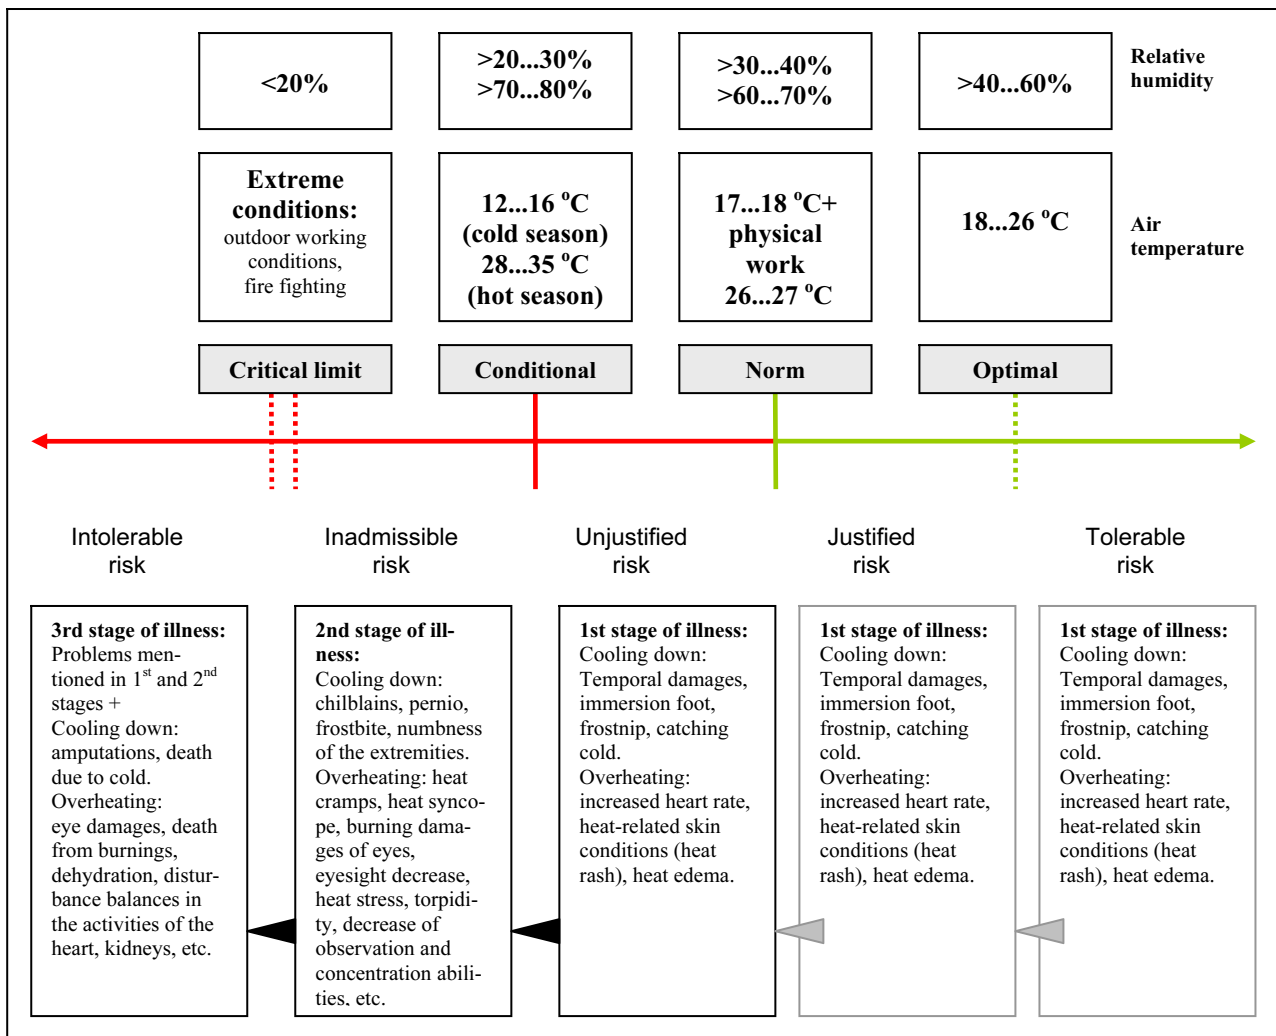 <20%
>20...30%
>70...80%
>30...40%
>60...70%
>40...60%
Relative
humidity
Extreme
conditions:
outdoor working
conditions,
fire fighting
12...16 °C
(cold season)
28...35 °C
(hot season)
17...18 °C+
physical
work
26...27 °C
18...26 °C
Air
temperature
Critical limit
Conditional
Norm
Optimal
Intolerable
risk
Inadmissible
risk
Unjustified
risk
Justified
risk
Tolerable
risk
3rd stage of illness:
Problems men-
tioned in 1st and 2nd
stages +
Cooling down:
amputations, death
due to cold.
Overheating:
eye damages, death
from burnings,
dehydration, distur-
bance balances in
the activities of the
heart, kidneys, etc.
2nd stage of ill-
ness:
Cooling down:
chilblains, pernio,
frostbite, numbness
of the extremities.
Overheating: heat
cramps, heat synco-
pe, burning dama-
ges of eyes,
eyesight decrease,
heat stress, torpidi-
ty, decrease of
observation and
concentration abili-
ties, etc.
1st stage of illness:
Cooling down:
Temporal damages,
immersion foot,
frostnip, catching
cold.
Overheating:
increased heart rate,
heat-related skin
conditions (heat
rash), heat edema.
1st stage of illness:
Cooling down:
Temporal damages,
immersion foot,
frostnip, catching
cold.
Overheating:
increased heart rate,
heat-related skin
conditions (heat
rash), heat edema.
1st stage of illness:
Cooling down:
Temporal damages,
immersion foot,
frostnip, catching
cold.
Overheating:
increased heart rate,
heat-related skin
conditions (heat
rash), heat edema.